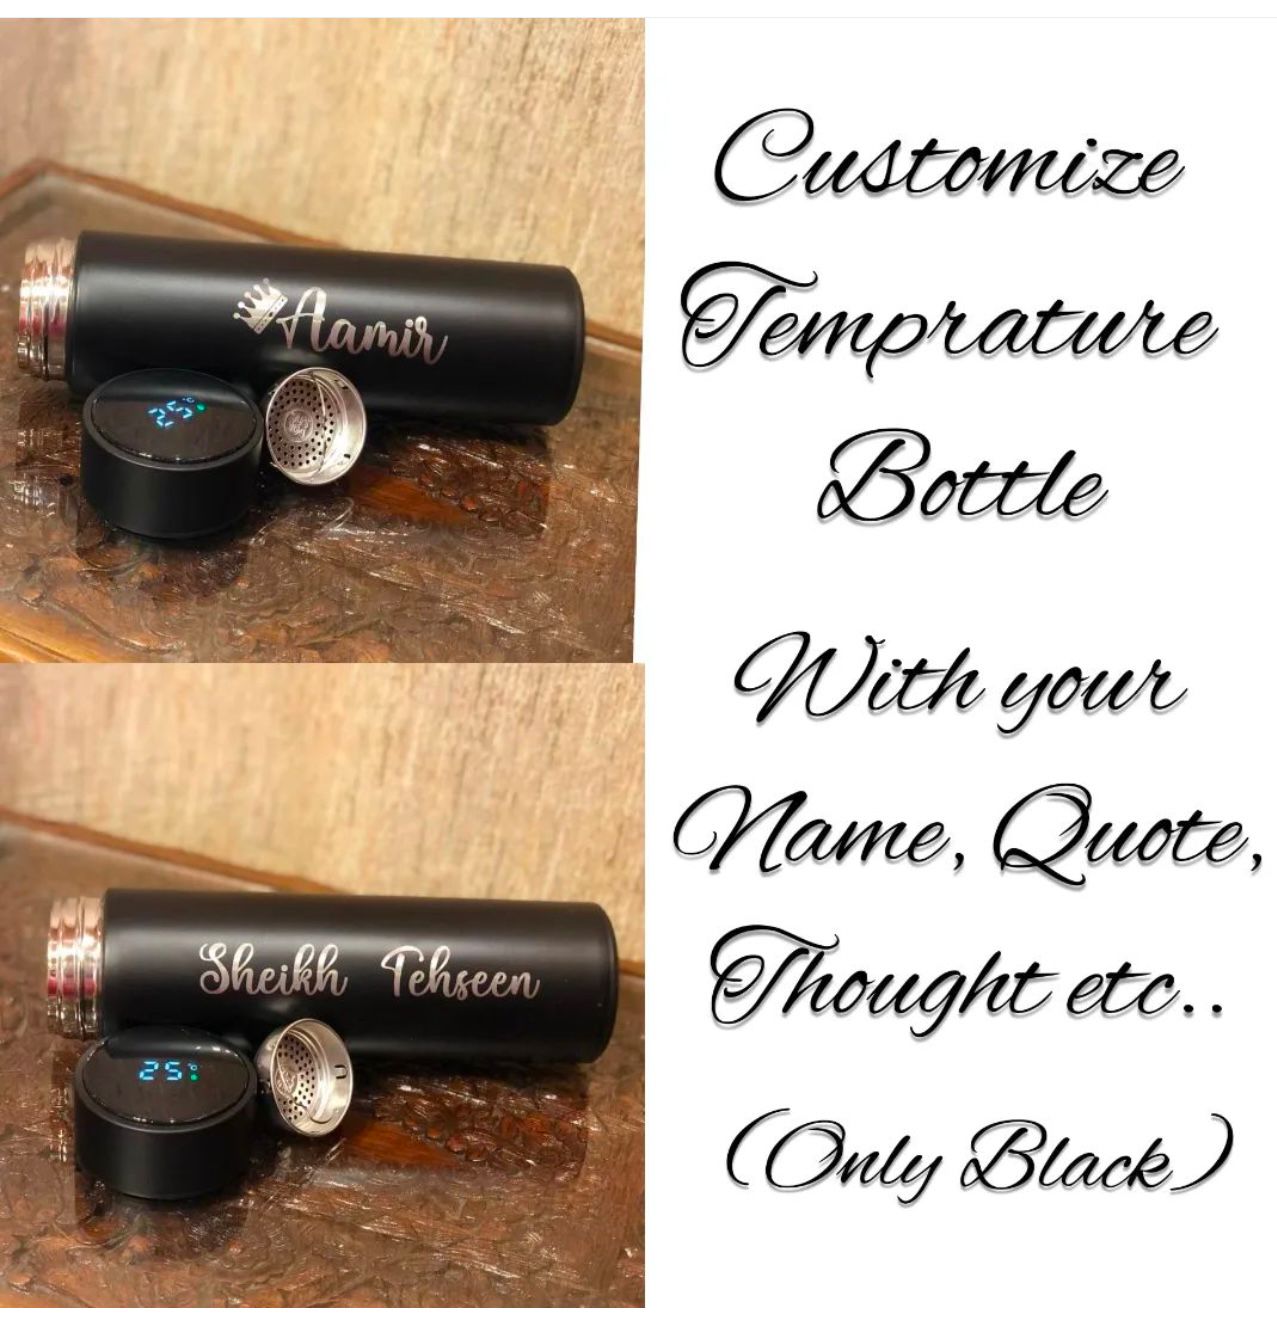 Aamir
25°C
Sheikh Tehseen
25°C
Customize
Temprature
Bottle
With your
Name, Quote,
Thought etc..
(Only Black)